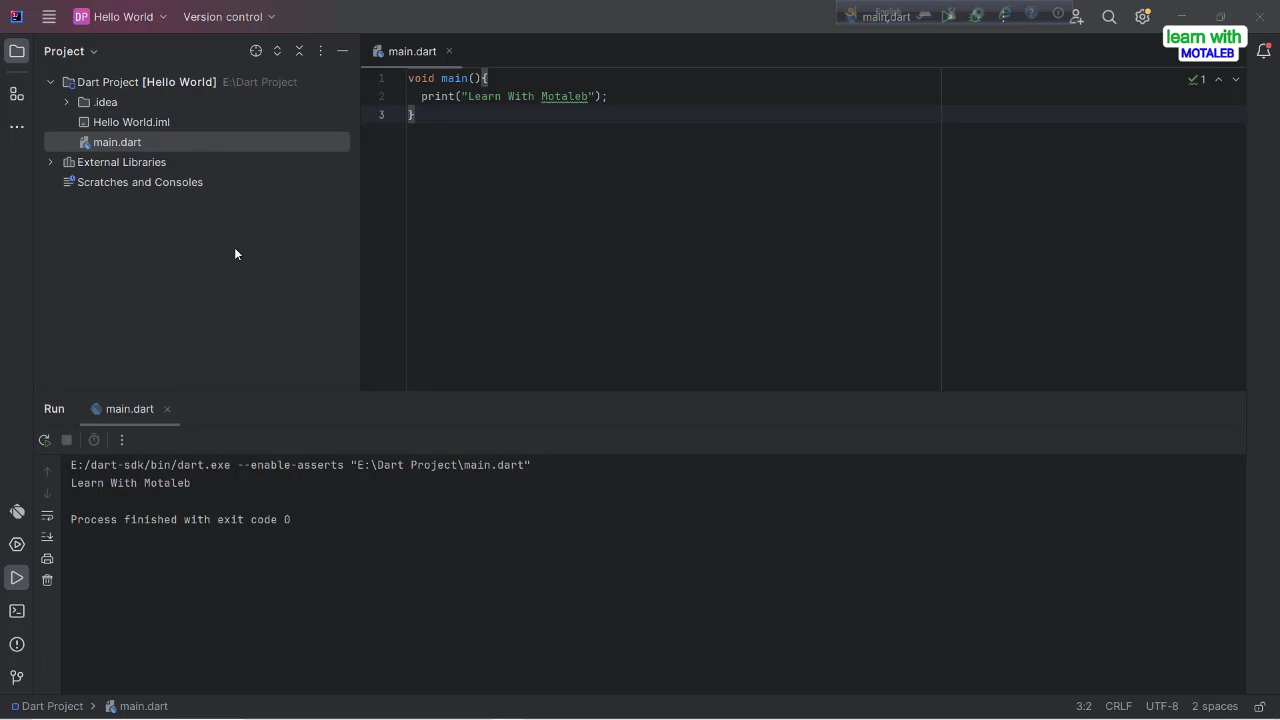 DP Hello World Version control
English
main.dart
learn with
MOTALEB
Project
main.dart
Dart Project [Hello World] E:\Dart Project
.idea
Hello World.iml
main.dart
External Libraries
Scratches and Consoles
1 void main(){
2 print("Learn With Motaleb");
3 }
1
Run main.dart
E:/dart-sdk/bin/dart.exe --enable-asserts "E:\Dart Project\main.dart"
Learn With Motaleb
Process finished with exit code 0
Dart Project > main.dart
3:2 CRLF UTF-8 2 spaces